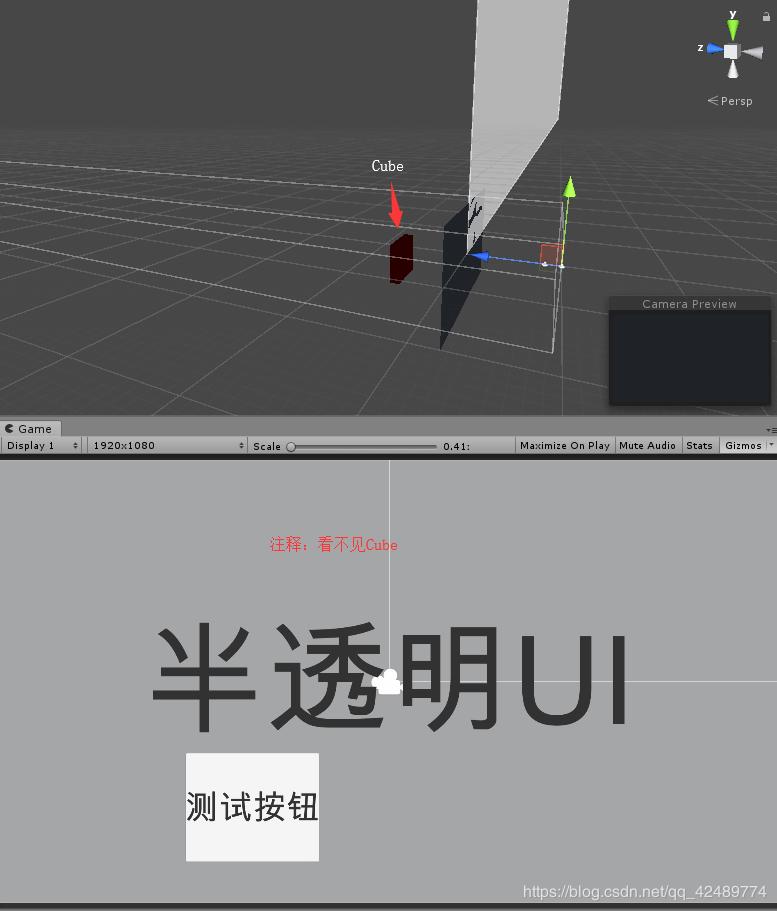 y
z
Persp
Cube
Camera Preview
Game
Display 1 1920x1080 Scale 0.41: Maximize On Play Mute Audio Stats Gizmos
注释：看不见Cube
半透明UI
测试按钮
https://blog.csdn.net/qq_42489774